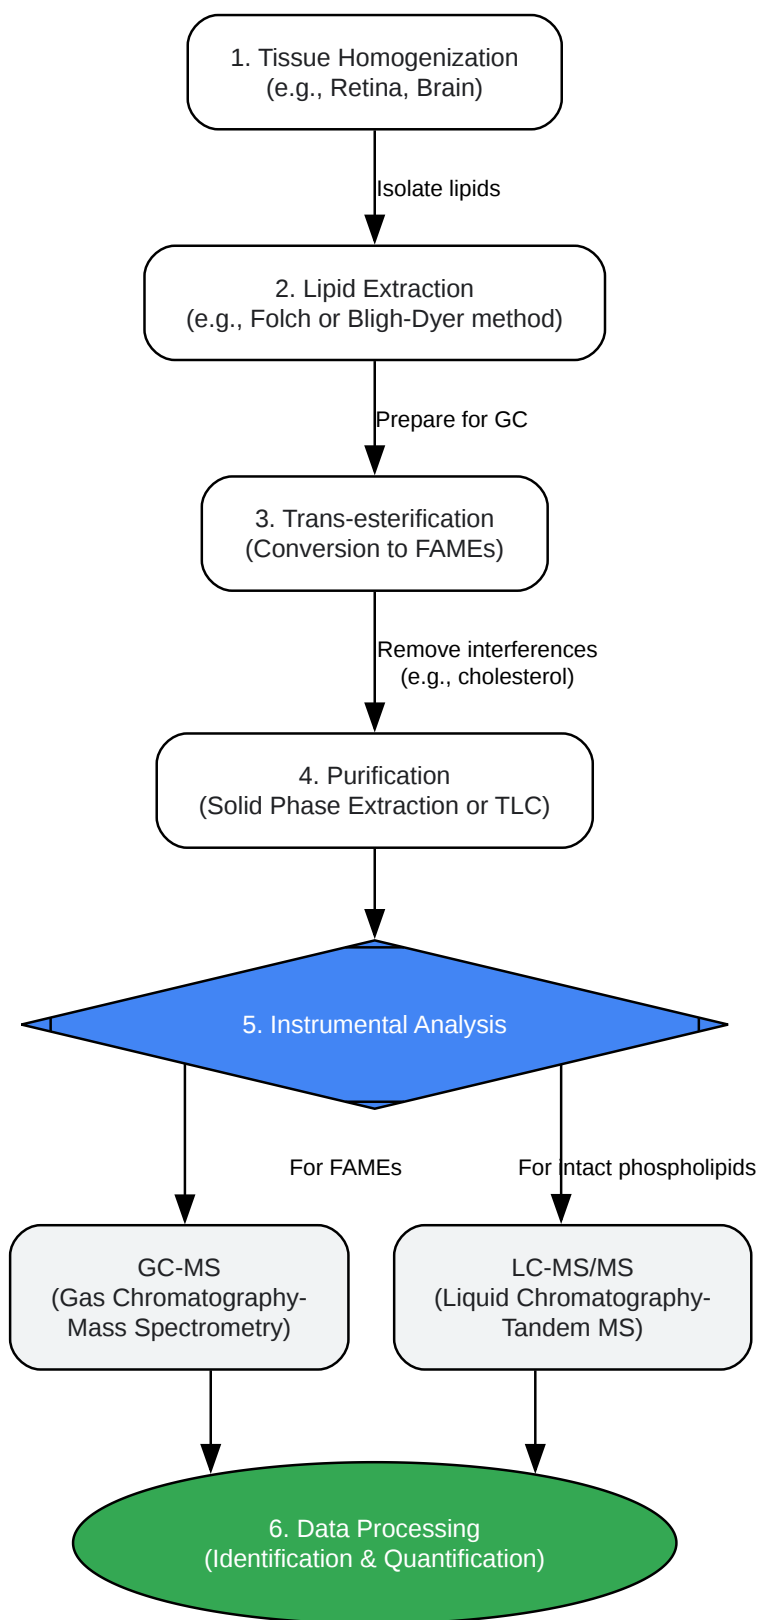 1. Tissue Homogenization
(e.g., Retina, Brain)
Isolate lipids
2. Lipid Extraction
(e.g., Folch or Bligh-Dyer method)
Prepare for GC
3. Trans-esterification
(Conversion to FAMEs)
Remove interferences
(e.g., cholesterol)
4. Purification
(Solid Phase Extraction or TLC)
5. Instrumental Analysis
For FAMEs
For intact phospholipids
GC-MS
(Gas Chromatography-
Mass Spectrometry)
LC-MS/MS
(Liquid Chromatography-
Tandem MS)
6. Data Processing
(Identification & Quantification)